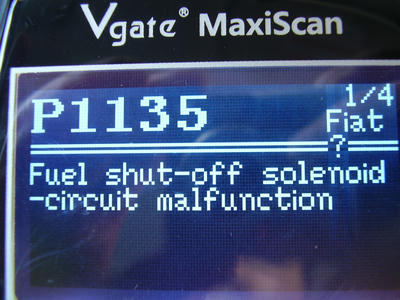 Vgate® MaxiScan
P1135
1/4
Fiat
?
Fuel shut-off solenoid
-circuit malfunction